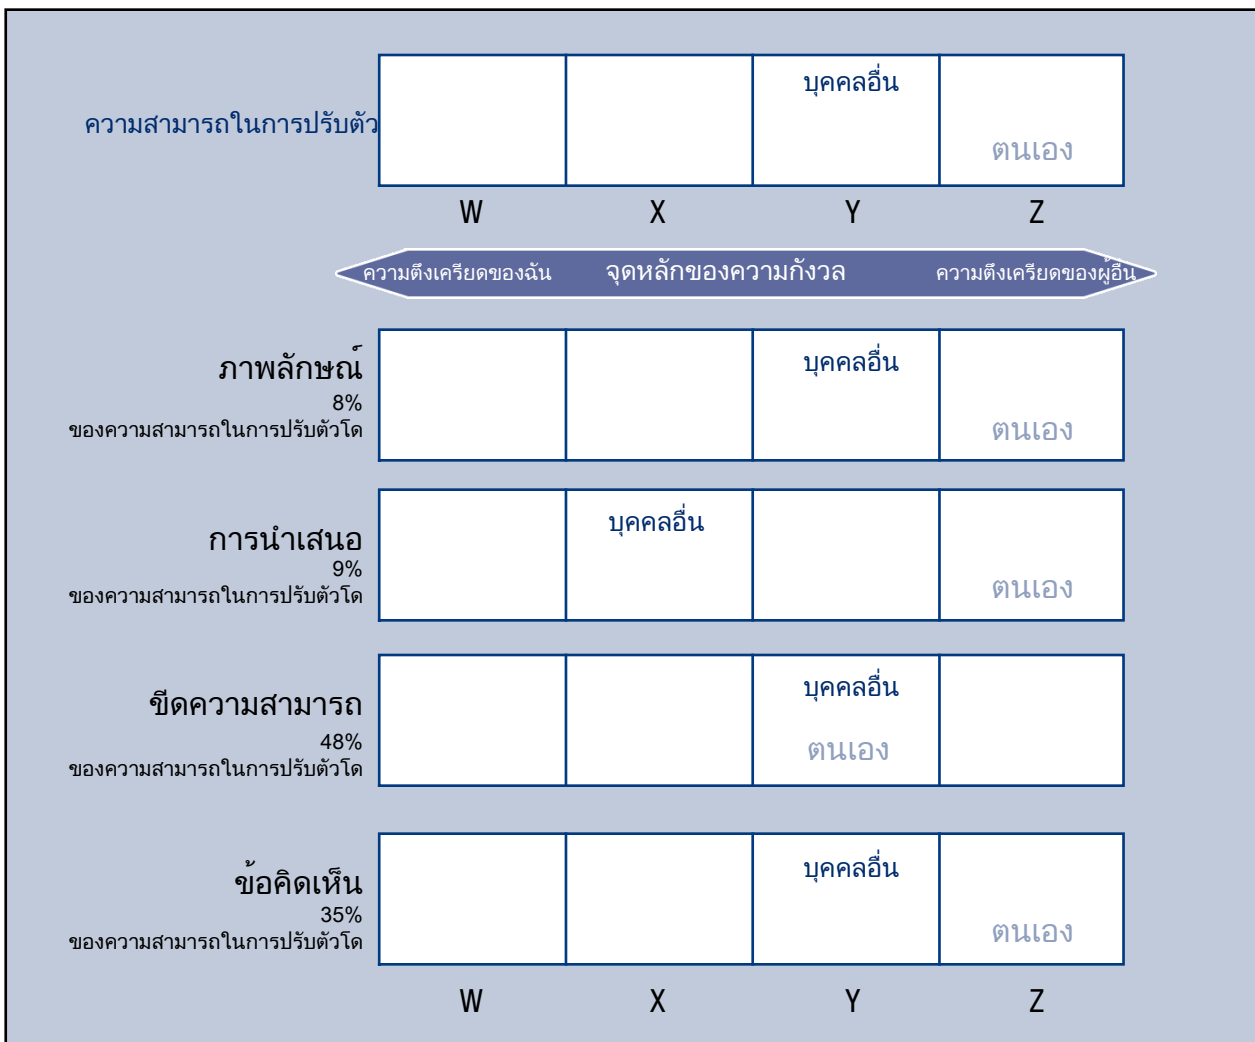 บุคคลอื่น
ความสามารถในการปรับตัว
ตนเอง
W X Y Z
ความตึงเครียดของฉัน จุดหลักของความกังวล ความตึงเครียดของผู้อื่น
ภาพลักษณ์
8%
ของความสามารถในการปรับตัวโด
บุคคลอื่น
ตนเอง
การนำเสนอ
9%
ของความสามารถในการปรับตัวโด
บุคคลอื่น
ตนเอง
ขีดความสามารถ
48%
ของความสามารถในการปรับตัวโด
บุคคลอื่น
ตนเอง
ข้อคิดเห็น
35%
ของความสามารถในการปรับตัวโด
บุคคลอื่น
ตนเอง
W X Y Z